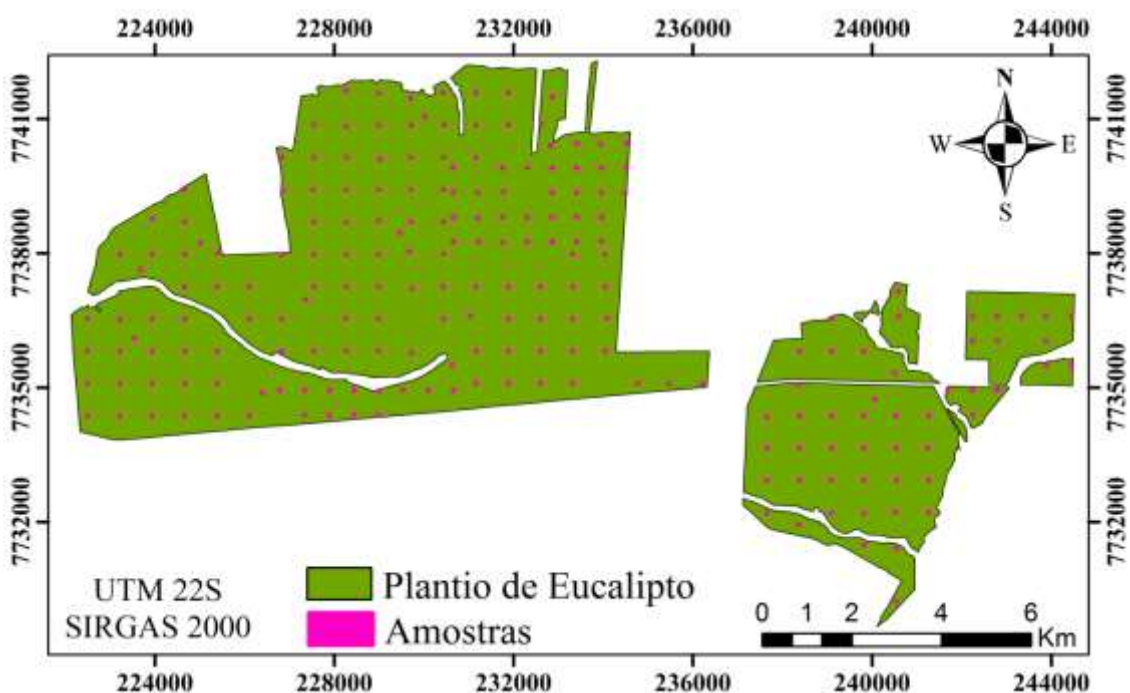 224000 228000 232000 236000 240000 244000
N
W E
S
7741000 7741000
7738000 7738000
7735000 7735000
7732000 7732000
UTM 22S
SIRGAS 2000
Plantio de Eucalipto
Amostras
0 1 2 4 6
Km
224000 228000 232000 236000 240000 244000